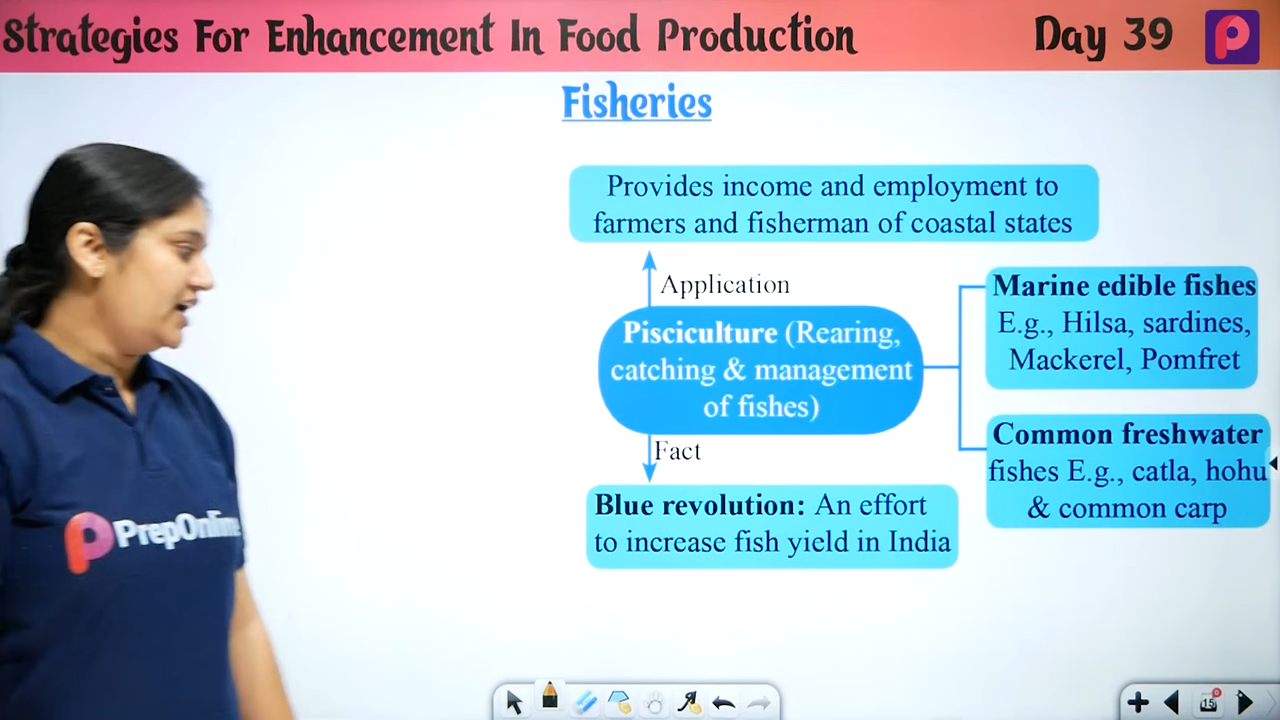 Strategies For Enhancement In Food Production
Day 39
Fisheries
Provides income and employment to
farmers and fisherman of coastal states
Application
Pisciculture (Rearing,
catching & management
of fishes)
Marine edible fishes
E.g., Hilsa, sardines,
Mackerel, Pomfret
Fact
Common freshwater
fishes E.g., catla, hohu
& common carp
Blue revolution: An effort
to increase fish yield in India
PrepOnline
15